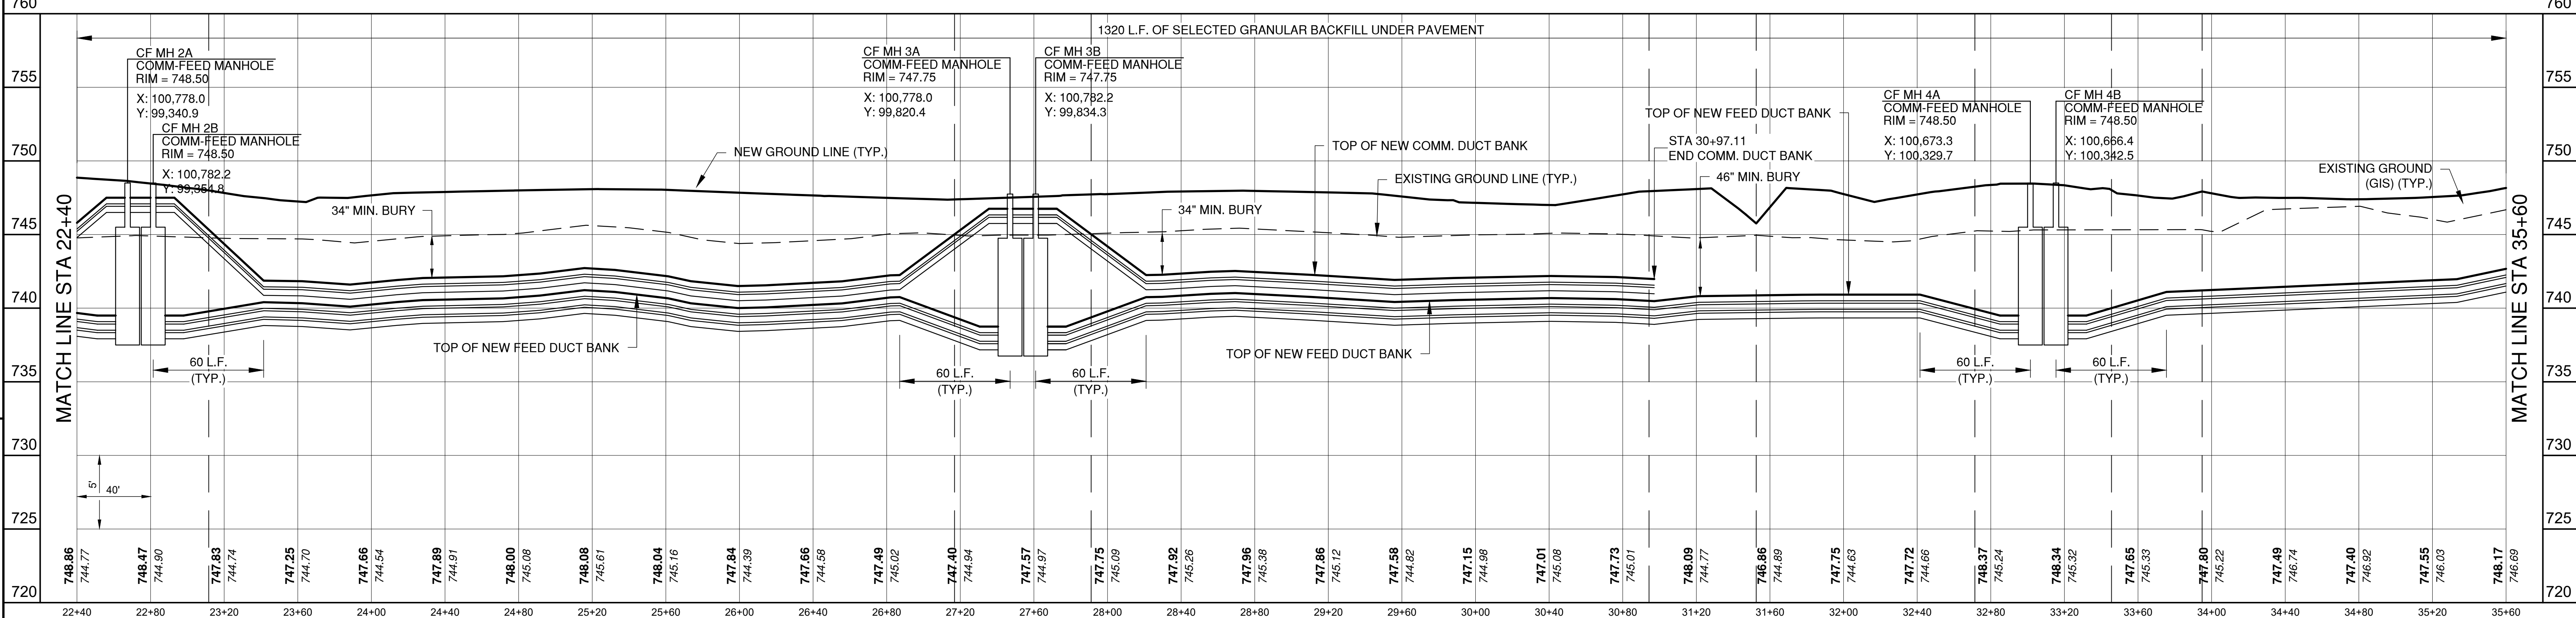 760
760
1320 L.F. OF SELECTED GRANULAR BACKFILL UNDER PAVEMENT
CF MH 2A
COMM-FEED MANHOLE
RIM = 748.50
X: 100,778.0
Y: 99,340.9
CF MH 2B
COMM-FEED MANHOLE
RIM = 748.50
X: 100,782.2
Y: 99,354.8
CF MH 3A
COMM-FEED MANHOLE
RIM = 747.75
X: 100,778.0
Y: 99,820.4
CF MH 3B
COMM-FEED MANHOLE
RIM = 747.75
X: 100,782.2
Y: 99,834.3
CF MH 4A
COMM-FEED MANHOLE
RIM = 748.50
X: 100,673.3
Y: 100,329.7
CF MH 4B
COMM-FEED MANHOLE
RIM = 748.50
X: 100,666.4
Y: 100,342.5
755
755
TOP OF NEW FEED DUCT BANK
STA 30+97.11
END COMM. DUCT BANK
NEW GROUND LINE (TYP.)
TOP OF NEW COMM. DUCT BANK
750
750
EXISTING GROUND LINE (TYP.)
46" MIN. BURY
EXISTING GROUND
(GIS) (TYP.)
34" MIN. BURY
34" MIN. BURY
745
745
MATCH LINE STA 22+40
MATCH LINE STA 35+60
740
740
TOP OF NEW FEED DUCT BANK
TOP OF NEW FEED DUCT BANK
60 L.F.
(TYP.)
60 L.F.
(TYP.)
60 L.F.
(TYP.)
60 L.F.
(TYP.)
60 L.F.
(TYP.)
735
735
730
730
5'
40'
725
725
748.86
744.77
748.47
744.90
747.83
744.74
747.25
744.70
747.66
744.54
747.89
744.91
748.00
745.08
748.08
745.61
748.04
745.16
747.84
744.39
747.66
744.58
747.49
745.02
747.40
744.94
747.57
744.97
747.75
745.09
747.92
745.26
747.96
745.38
747.86
745.12
747.58
744.82
747.15
744.98
747.01
745.08
747.73
745.01
748.09
744.77
746.86
744.89
747.75
744.63
747.72
744.66
748.37
745.24
748.34
745.32
747.65
745.33
747.80
745.22
747.49
746.74
747.40
746.92
747.55
746.03
748.17
746.69
720
720
22+40 22+80 23+20 23+60 24+00 24+40 24+80 25+20 25+60 26+00 26+40 26+80 27+20 27+60 28+00 28+40 28+80 29+20 29+60 30+00 30+40 30+80 31+20 31+60 32+00 32+40 32+80 33+20 33+60 34+00 34+40 34+80 35+20 35+60